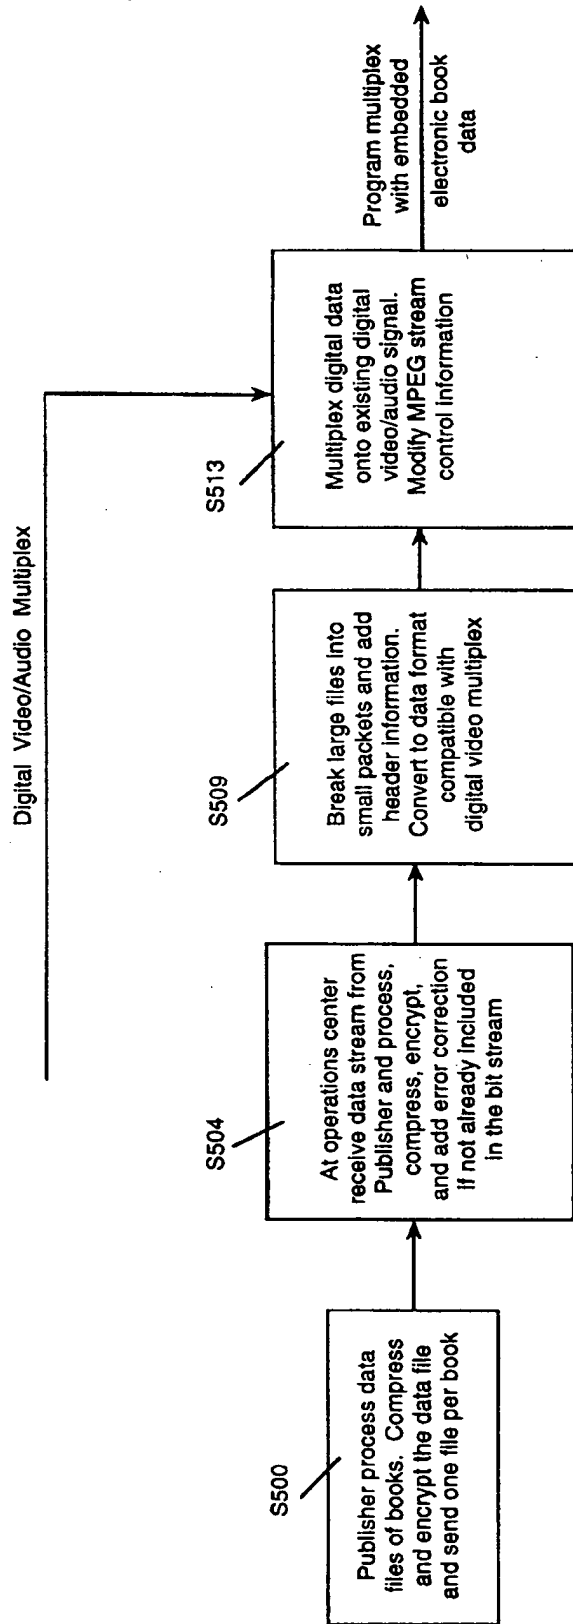 Digital Video/Audio Multiplex
S500
Publisher process data
files of books. Compress
and encrypt the data file
and send one file per book
S504
At operations center
receive data stream from
Publisher and process,
compress, encrypt,
and add error correction
if not already included
in the bit stream
S509
Break large files into
small packets and add
header information.
Convert to data format
compatible with
digital video multiplex
S513
Multiplex digital data
onto existing digital
video/audio signal.
Modify MPEG stream
control information
Program multiplex
with embedded
electronic book
data